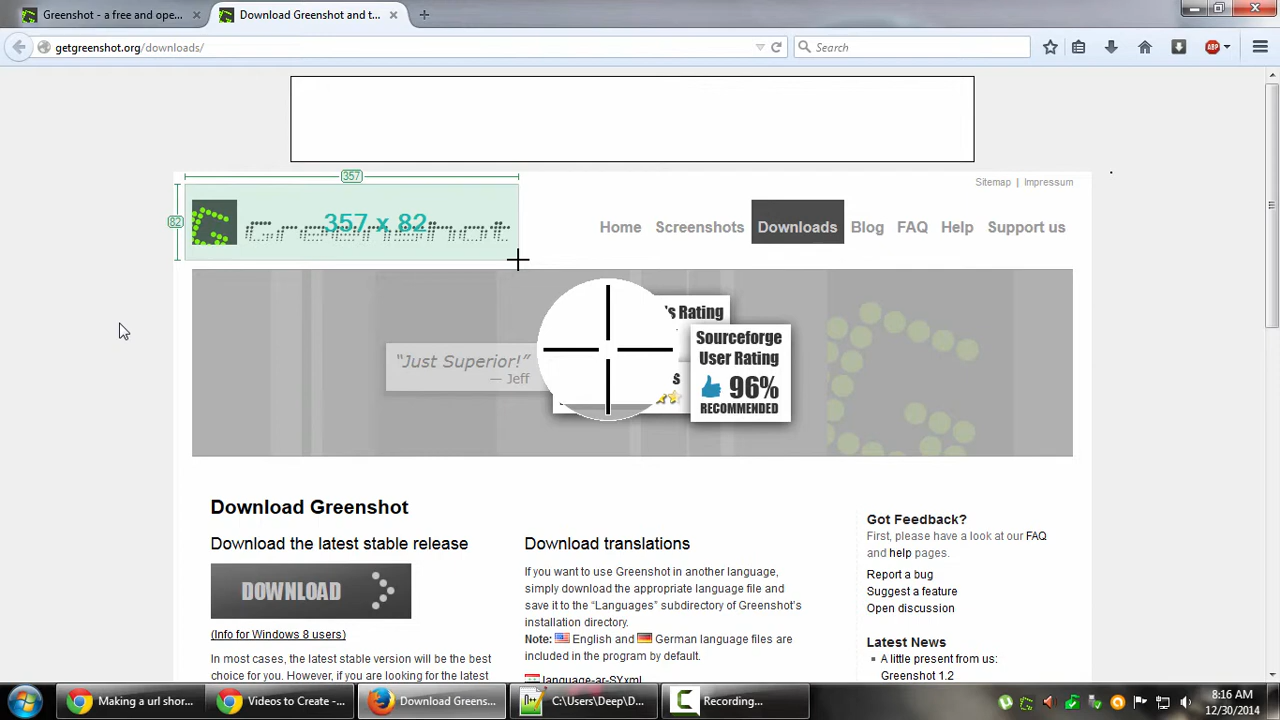 Greenshot - a free and ope...
Download Greenshot and t...
getgreenshot.org/downloads/
Search
ABP
357
82
Greenshot
357 x 82
Sitemap | Impressum
Home Screenshots Downloads Blog FAQ Help Support us
“Just Superior!”
— Jeff
's Rating
s
Sourceforge
User Rating
96%
RECOMMENDED
Download Greenshot
Download the latest stable release
DOWNLOAD
(Info for Windows 8 users)
In most cases, the latest stable version will be the best
choice for you. However, if you are looking for the latest
Download translations
If you want to use Greenshot in another language,
simply download the appropriate language file and
save it to the “Languages” subdirectory of Greenshot’s
installation directory.
Note: English and German language files are
included in the program by default.
language-ar-SY.xml
Got Feedback?
First, please have a look at our FAQ
and help pages.
Report a bug
Suggest a feature
Open discussion
Latest News
A little present from us:
Greenshot 1.2
Making a url shor...
Videos to Create -...
Download Greens...
C:\Users\Deep\D...
Recording...
8:16 AM
12/30/2014